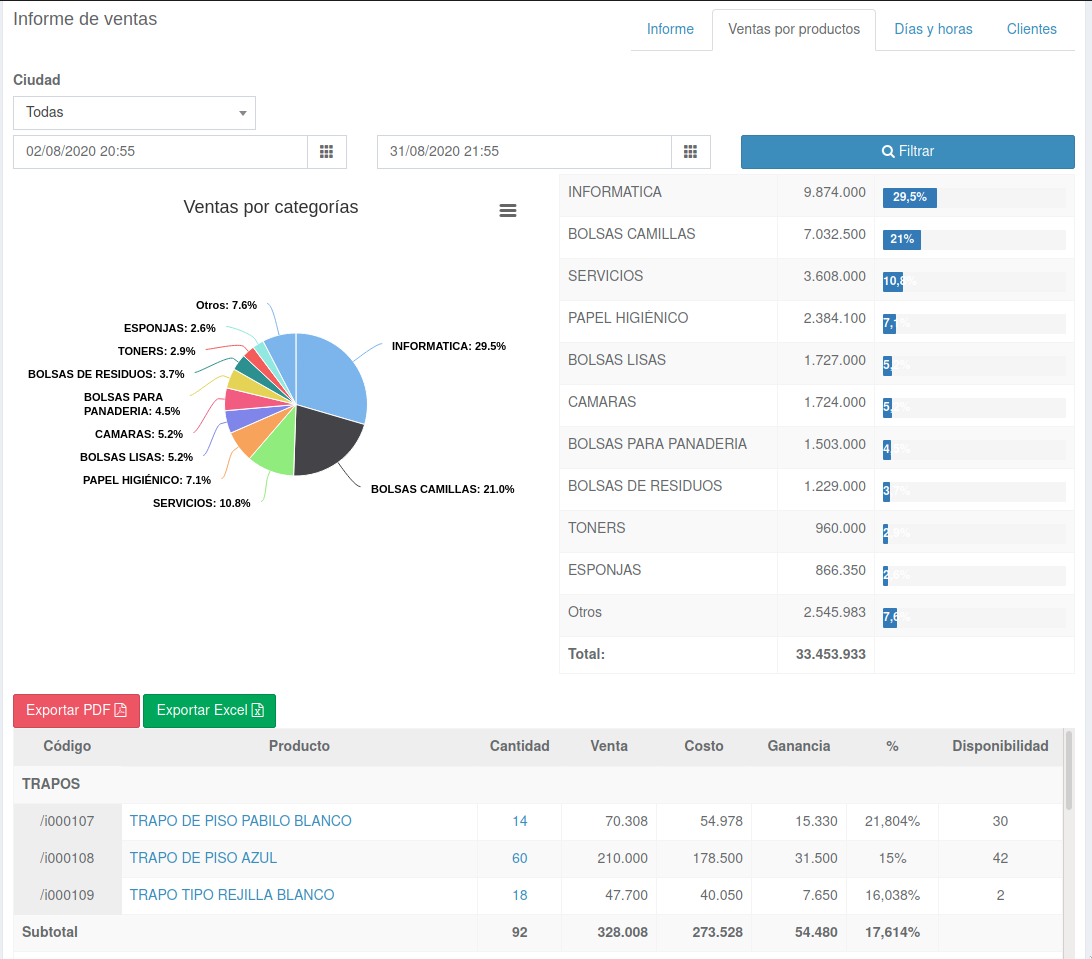 Informe de ventas
Informe Ventas por productos Días y horas Clientes
Ciudad
Todas
02/08/2020 20:55 31/08/2020 21:55 Filtrar
Ventas por categorías
Otros: 7.6%
ESPONJAS: 2.6%
TONERS: 2.9%
BOLSAS DE RESIDUOS: 3.7%
BOLSAS PARA
PANADERIA: 4.5%
CAMARAS: 5.2%
BOLSAS LISAS: 5.2%
PAPEL HIGIÉNICO: 7.1%
SERVICIOS: 10.8%
INFORMATICA: 29.5%
BOLSAS CAMILLAS: 21.0%
INFORMATICA 9.874.000 29,5%
BOLSAS CAMILLAS 7.032.500 21%
SERVICIOS 3.608.000 10,8%
PAPEL HIGIÉNICO 2.384.100 7,1%
BOLSAS LISAS 1.727.000 5,2%
CAMARAS 1.724.000 5,2%
BOLSAS PARA PANADERIA 1.503.000 4,5%
BOLSAS DE RESIDUOS 1.229.000 3,7%
TONERS 960.000 2,9%
ESPONJAS 866.350 2,6%
Otros 2.545.983 7,6%
Total: 33.453.933
Exportar PDF Exportar Excel
Código Producto Cantidad Venta Costo Ganancia % Disponibilidad
TRAPOS
/i000107 TRAPO DE PISO PABILO BLANCO 14 70.308 54.978 15.330 21,804% 30
/i000108 TRAPO DE PISO AZUL 60 210.000 178.500 31.500 15% 42
/i000109 TRAPO TIPO REJILLA BLANCO 18 47.700 40.050 7.650 16,038% 2
Subtotal 92 328.008 273.528 54.480 17,614%